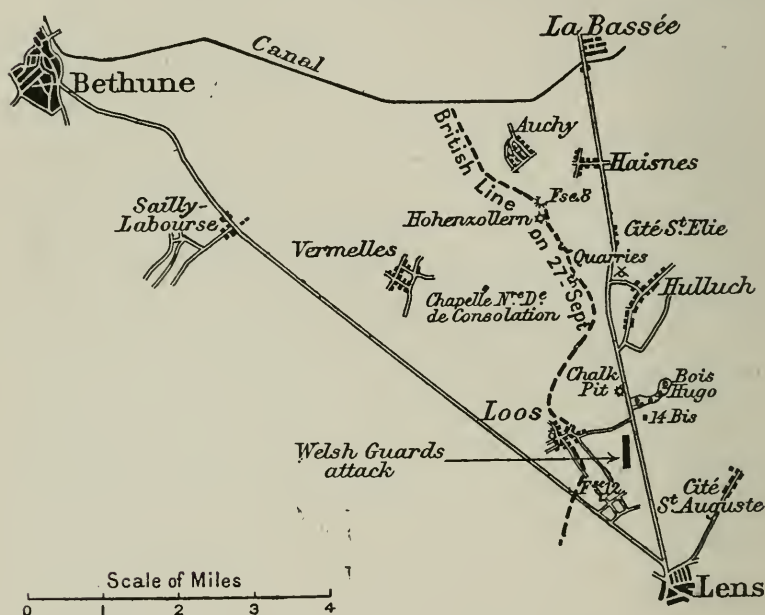 La Bassée
Canal
Bethune
British Line on 27th Sept
Auchy
Haisnes
Fse. 8
Sailly-
Labourse
Hohenzollern
Cité St. Elie
Vermelles
Quarries
Hulluch
Chapelle Ntre De
de Consolation
Chalk
Pit
Bois
Hugo
Loos
14 Bis
Welsh Guards
attack
Fse 12
Cité
St. Auguste
Lens
Scale of Miles
0 1 2 3 4